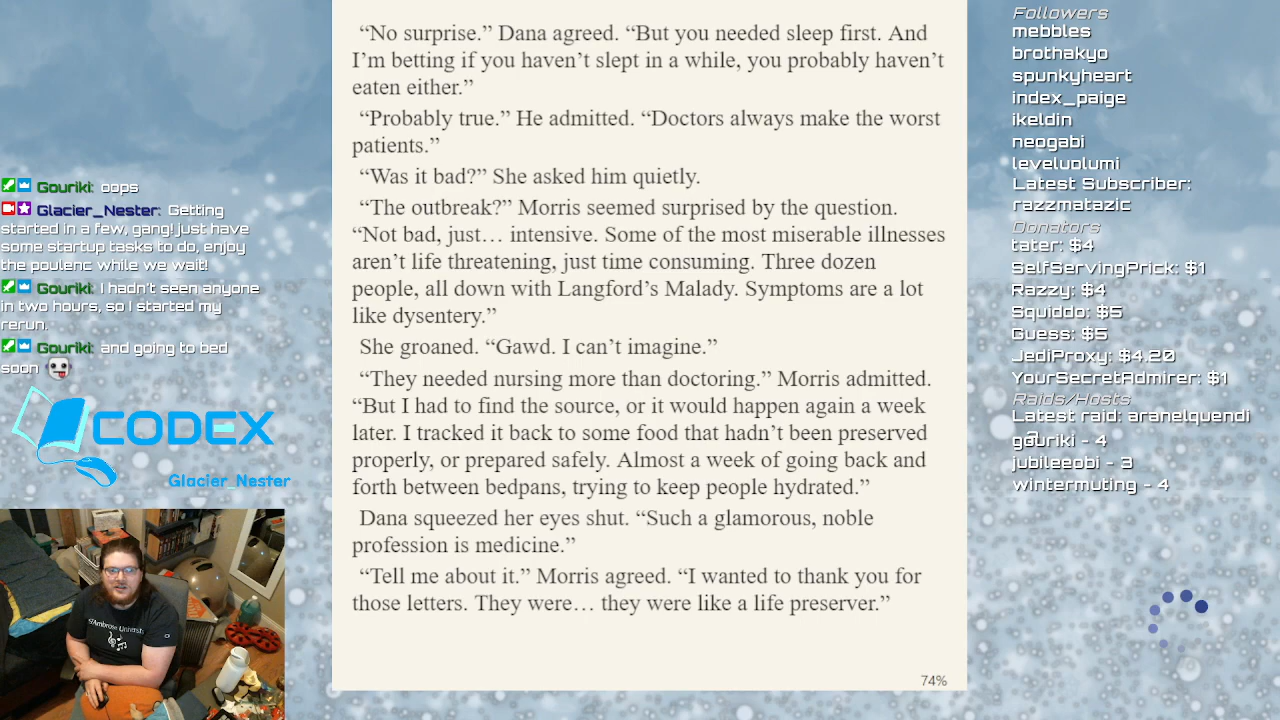 Gouriki: oops
Glacier_Nester: Getting
started in a few, gang! just have
some startup tasks to do, enjoy
the poulenc while we wait!
Gouriki: I hadn't seen anyone
in two hours, so I started my
rerun.
Gouriki: and going to bed
soon
CODEX
Glacier_Nester
“No surprise.” Dana agreed. “But you needed sleep first. And
I’m betting if you haven’t slept in a while, you probably haven’t
eaten either.”
“Probably true.” He admitted. “Doctors always make the worst
patients.”
“Was it bad?” She asked him quietly.
“The outbreak?” Morris seemed surprised by the question.
“Not bad, just… intensive. Some of the most miserable illnesses
aren’t life threatening, just time consuming. Three dozen
people, all down with Langford’s Malady. Symptoms are a lot
like dysentery.”
She groaned. “Gawd. I can’t imagine.”
“They needed nursing more than doctoring.” Morris admitted.
“But I had to find the source, or it would happen again a week
later. I tracked it back to some food that hadn’t been preserved
properly, or prepared safely. Almost a week of going back and
forth between bedpans, trying to keep people hydrated.”
Dana squeezed her eyes shut. “Such a glamorous, noble
profession is medicine.”
“Tell me about it.” Morris agreed. “I wanted to thank you for
those letters. They were… they were like a life preserver.”
74%
Followers
mebbles
brothakyo
spunkyheart
index_paige
ikeldin
neogabi
leveluolumi
Latest Subscriber:
razzmatazic
Donators
tater: $4
SelfServingPrick: $1
Razzy: $4
Squiddo: $5
Guess: $5
JediProxy: $4.20
YourSecretAdmirer: $1
Raids/Hosts
Latest raid: aranelquendi
gouriki - 4
jubileeobi - 3
wintermuting - 4